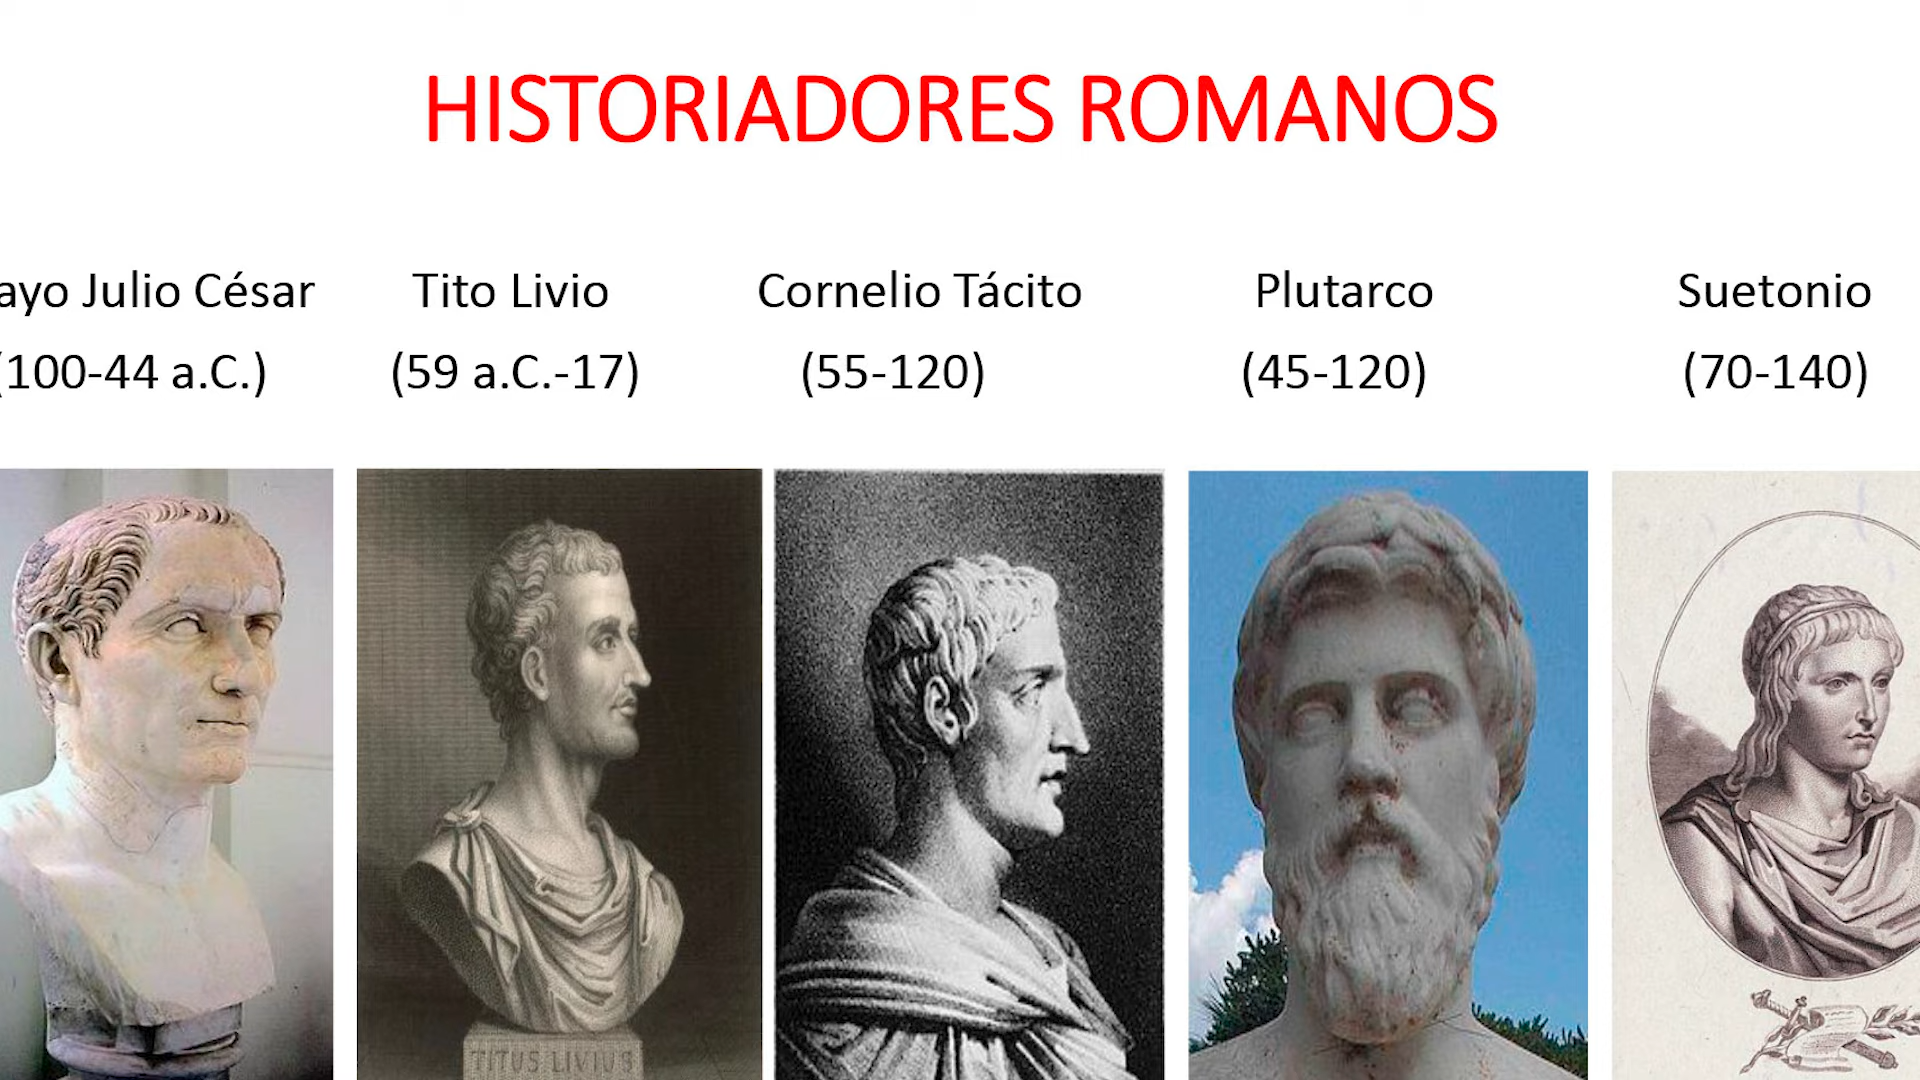 HISTORIADORES ROMANOS
ayo Julio César
(100-44 a.C.)
Tito Livio
(59 a.C.-17)
Cornelio Tácito
(55-120)
Plutarco
(45-120)
Suetonio
(70-140)
TITUS LIVIUS